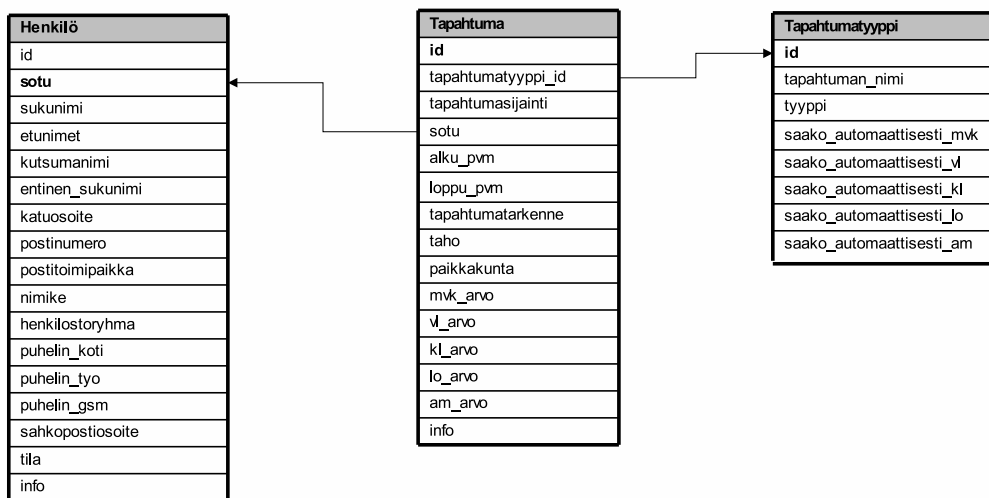 Henkilö
id
sotu
sukunimi
etunimet
kutsumanimi
entinen_sukunimi
katuosoite
postinumero
postitoimipaikka
nimike
henkilostoryhma
puhelin_koti
puhelin_tyo
puhelin_gsm
sahkopostiosoite
tila
info
Tapahtuma
id
tapahtumatyyppi_id
tapahtumasijainti
sotu
alku_pvm
loppu_pvm
tapahtumatarkenne
taho
paikkakunta
mvk_arvo
vl_arvo
kl_arvo
lo_arvo
am_arvo
info
Tapahtumatyyppi
id
tapahtuman_nimi
tyyppi
saako_automaattisesti_mvk
saako_automaattisesti_vl
saako_automaattisesti_kl
saako_automaattisesti_lo
saako_automaattisesti_am